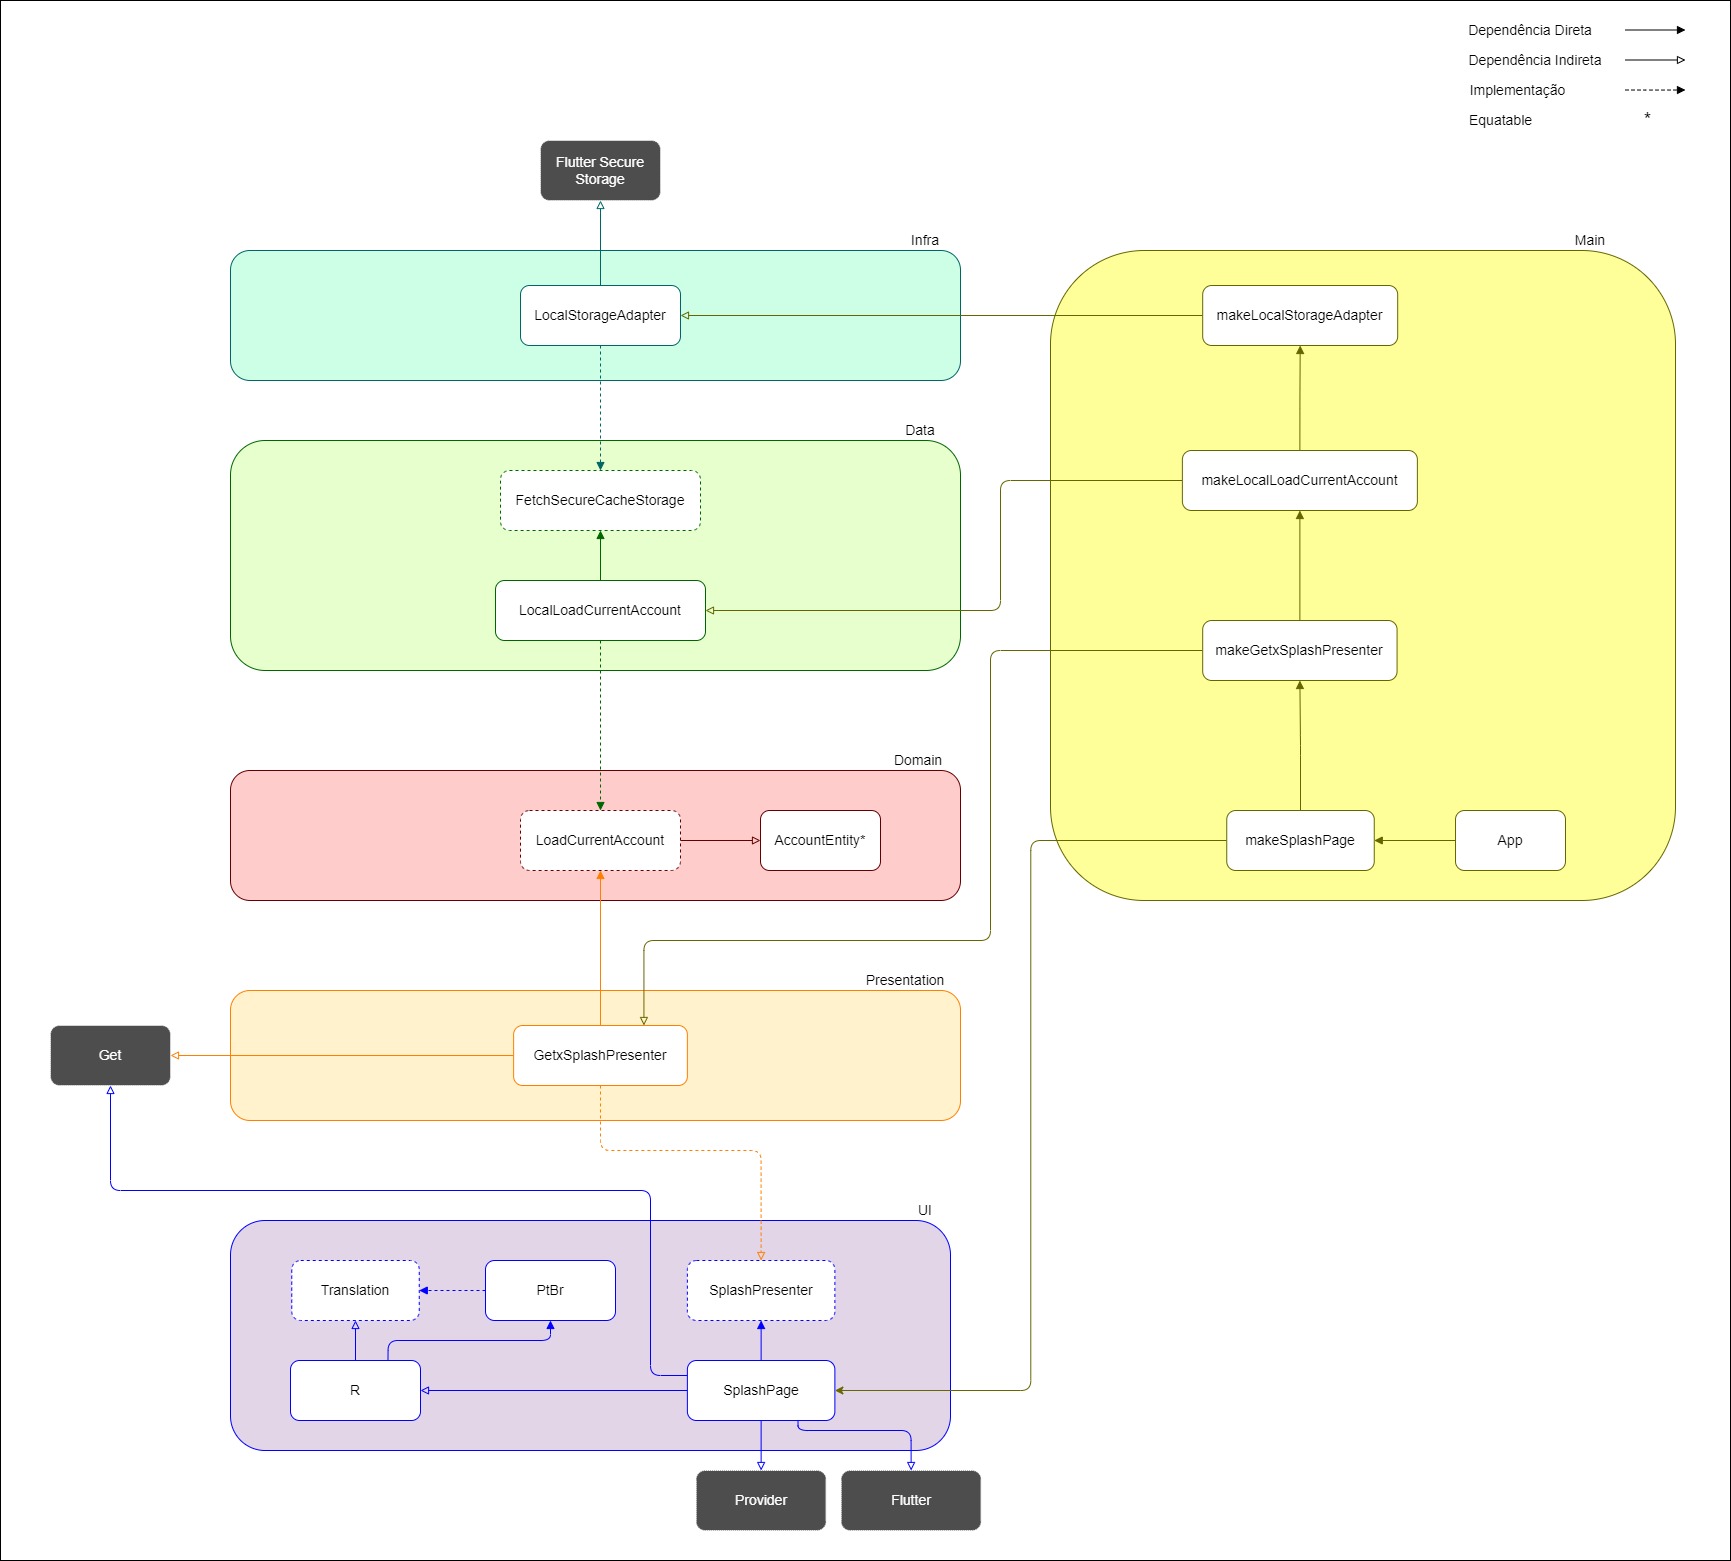 Dependência Direta
Dependência Indireta
Implementação
Equatable *
Flutter Secure
Storage
Infra
Main
LocalStorageAdapter
makeLocalStorageAdapter
Data
FetchSecureCacheStorage
makeLocalLoadCurrentAccount
LocalLoadCurrentAccount
makeGetxSplashPresenter
Domain
LoadCurrentAccount
AccountEntity*
makeSplashPage
App
Presentation
Get
GetxSplashPresenter
UI
Translation
PtBr
SplashPresenter
R
SplashPage
Provider
Flutter